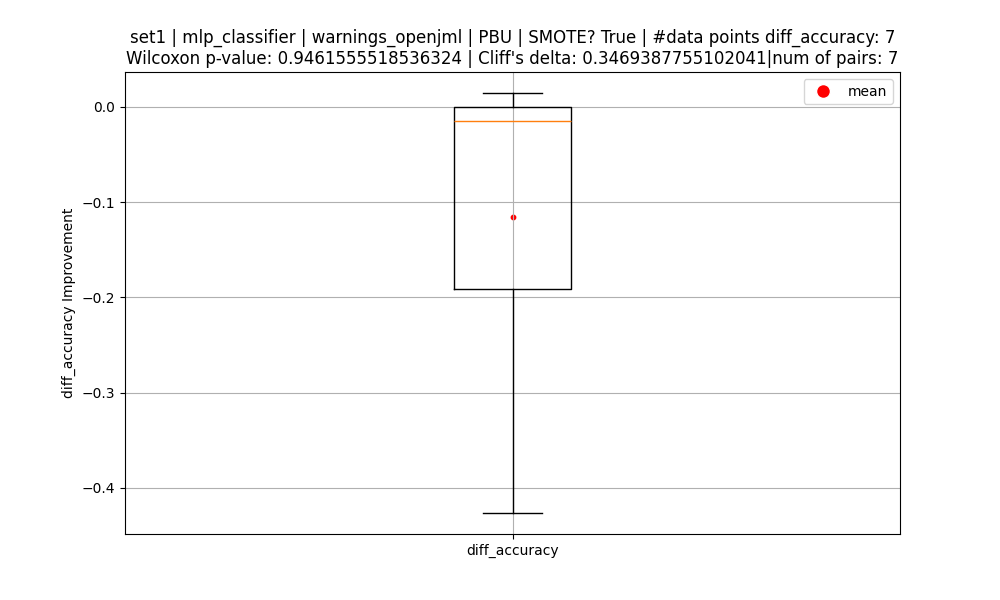 set1 | mlp_classifier | warnings_openjml | PBU | SMOTE? True | #data points diff_accuracy: 7
Wilcoxon p-value: 0.9461555518536324 | Cliff's delta: 0.3469387755102041|num of pairs: 7
mean
0.0
−0.1
−0.2
−0.3
−0.4
diff_accuracy Improvement
diff_accuracy